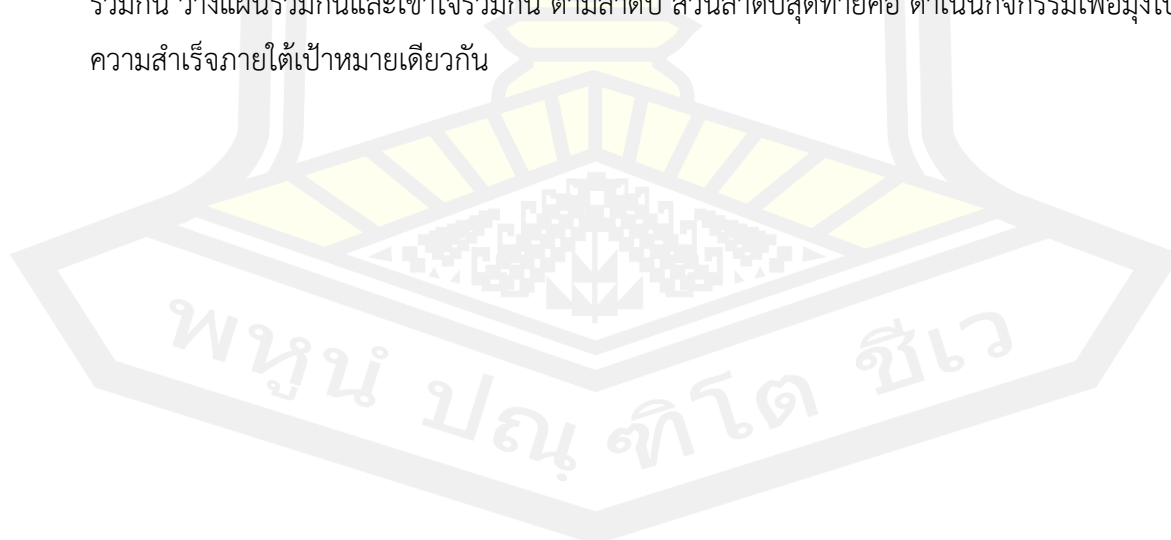 ร่วมกัน วางแผนร่วมกันและเข้าใจร่วมกัน ตามลำดับ ส่วนลำดับสุดท้ายคือ ดำเนินกิจกรรมเพื่อมุ่งไป
ความสำเร็จภายใต้เป้าหมายเดียวกัน
พหูนํ ปณฺฑิโต ชีเว